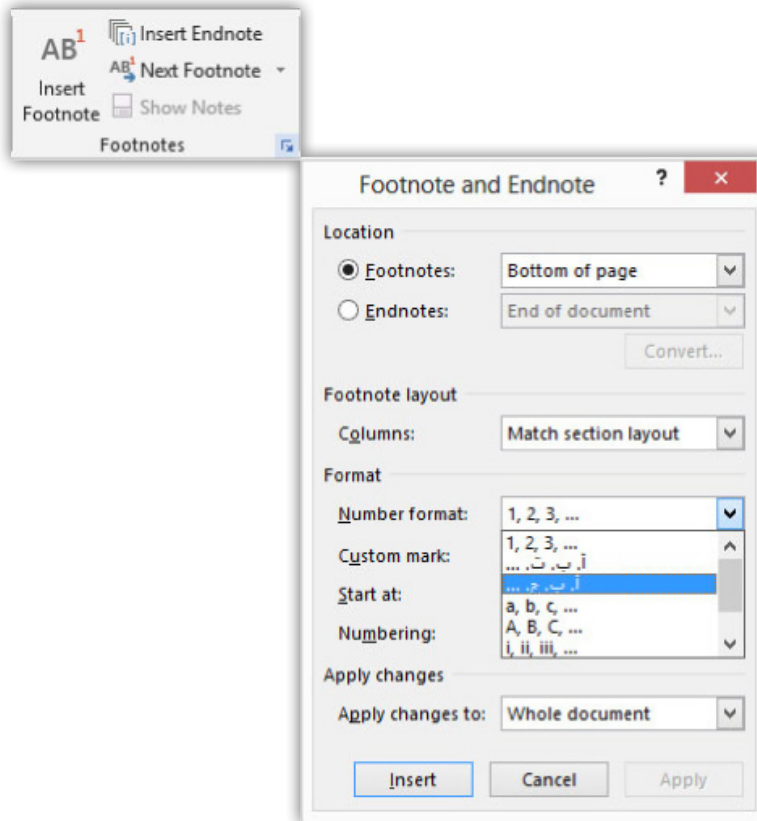 AB1
Insert Footnote
Insert Endnote
AB1 Next Footnote
Show Notes
Footnotes
Footnote and Endnote ?
Location
Footnotes: Bottom of page
Endnotes: End of document
Convert...
Footnote layout
Columns: Match section layout
Format
Number format: 1, 2, 3, ...
1, 2, 3, ...
Custom mark:
أ, ب, ت, ...
Start at:
أ, ب, ج, ...
a, b, c, ...
Numbering:
A, B, C, ...
i, ii, iii, ...
Apply changes
Apply changes to: Whole document
Insert Cancel Apply